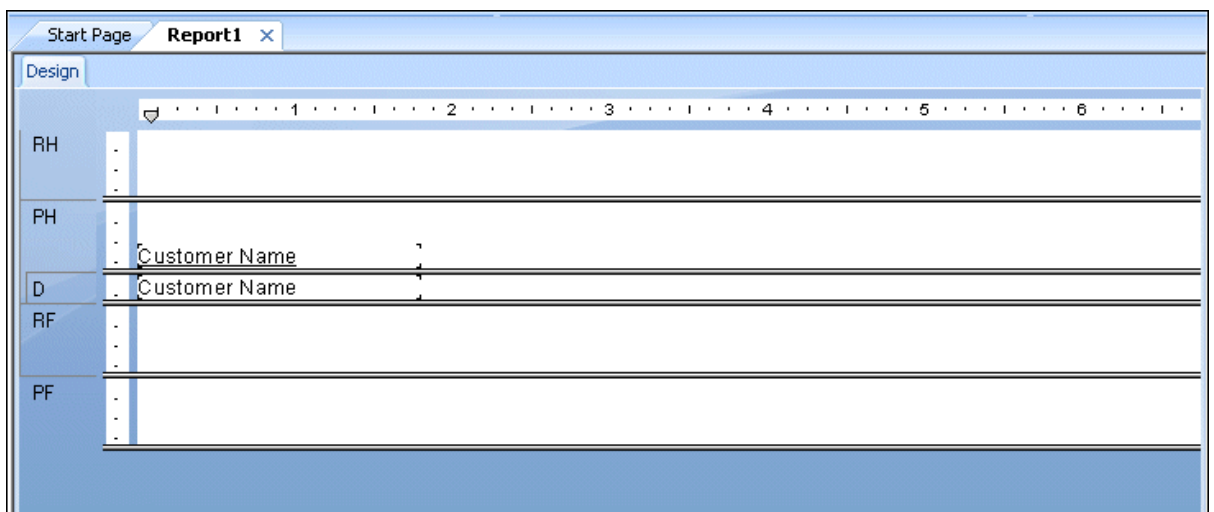 Start Page Report1 ×
Design
1 2 3 4 5 6
RH
PH
Customer Name
D Customer Name
RF
PF